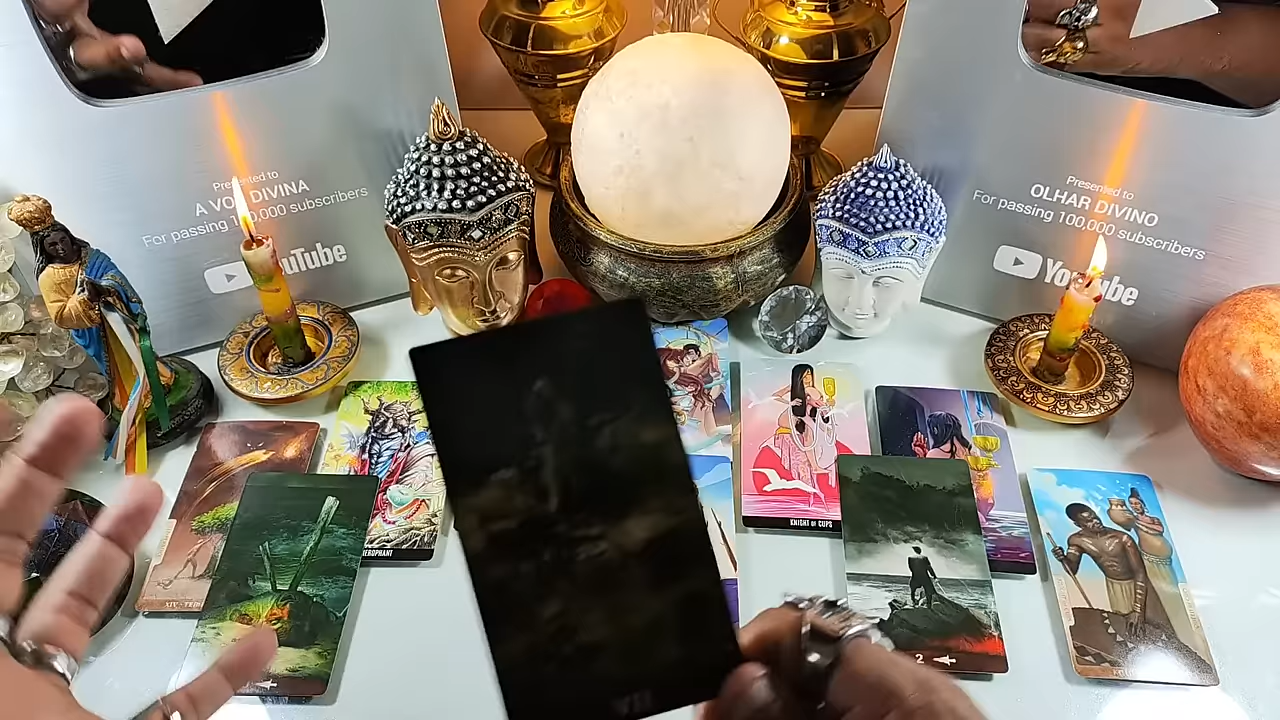 Presented to
A VOZ DIVINA
For passing 100,000 subscribers
YouTube
Presented to
OLHAR DIVINO
For passing 100,000 subscribers
YouTube
KNIGHT OF CUPS
2